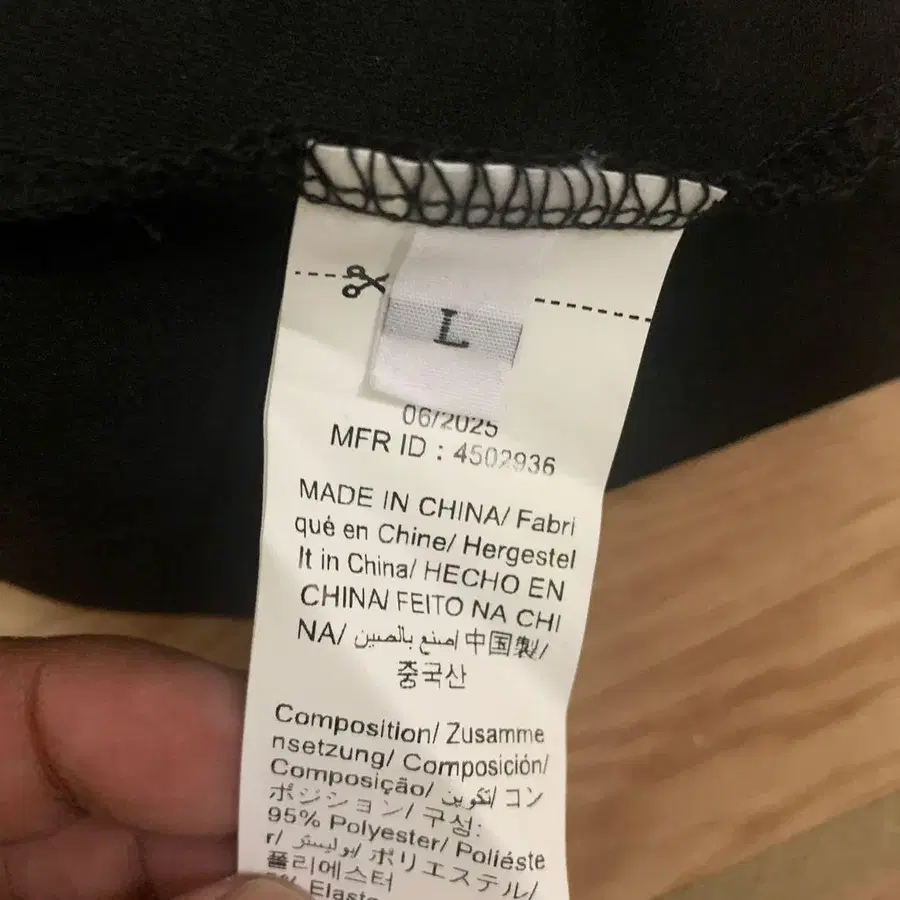 L
06/2025
MFR ID : 4502936
MADE IN CHINA/ Fabri
qué en Chine/ Hergestel
lt in China/ HECHO EN
CHINA/ FEITO NA CHI
NA/ صنع بالصين/ 中国製/
중국산
Composition/ Zusamme
nsetzung/ Composición/
Composição/ تكوين/ コン
ポジション/ 구성:
95% Polyester/ Polieéste
r/ بوليستر/ ポリエステル/
폴리에스터